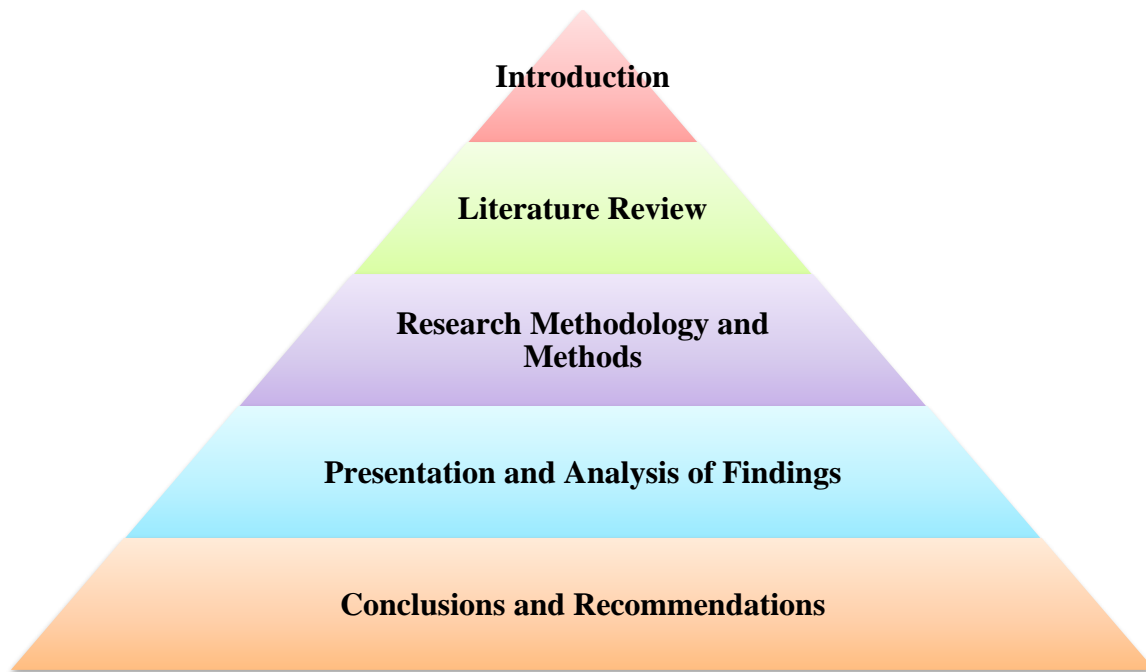 Introduction
Literature Review
Research Methodology and
Methods
Presentation and Analysis of Findings
Conclusions and Recommendations